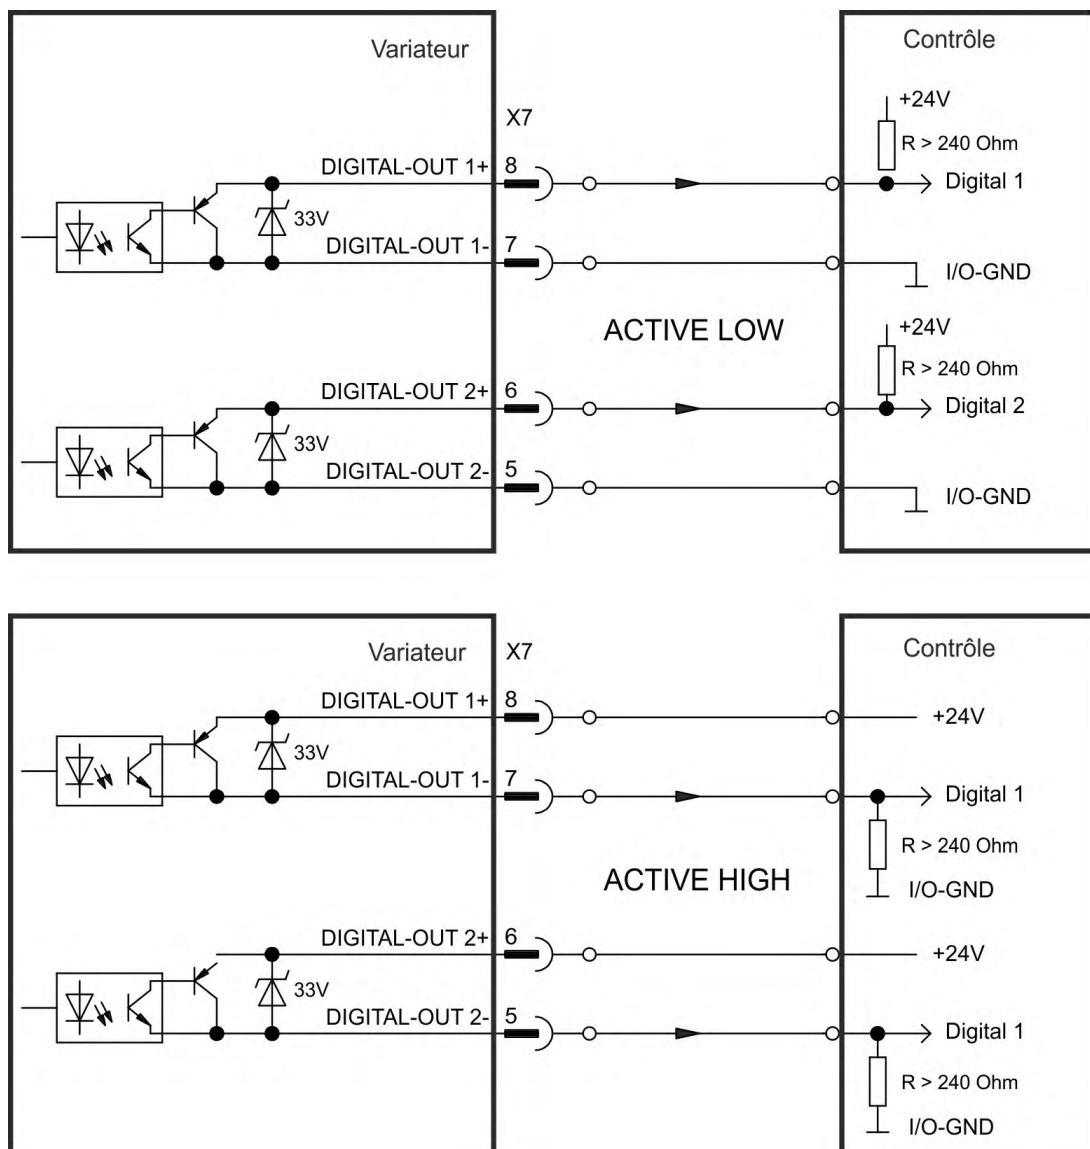 Variateur
Contrôle
X7
+24V
R > 240 Ohm
DIGITAL-OUT 1+
8
Digital 1
33V
DIGITAL-OUT 1-
7
I/O-GND
ACTIVE LOW
+24V
R > 240 Ohm
DIGITAL-OUT 2+
6
Digital 2
33V
DIGITAL-OUT 2-
5
I/O-GND
Variateur
X7
Contrôle
DIGITAL-OUT 1+
8
+24V
33V
DIGITAL-OUT 1-
7
Digital 1
R > 240 Ohm
ACTIVE HIGH
I/O-GND
DIGITAL-OUT 2+
6
+24V
33V
DIGITAL-OUT 2-
5
Digital 1
R > 240 Ohm
I/O-GND